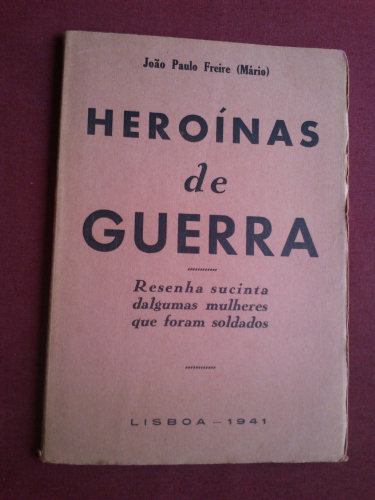 João Paulo Freire (Mário)
HEROÍNAS
de
GUERRA
Resenha sucinta
dalgumas mulheres
que foram soldados
LISBOA — 1941